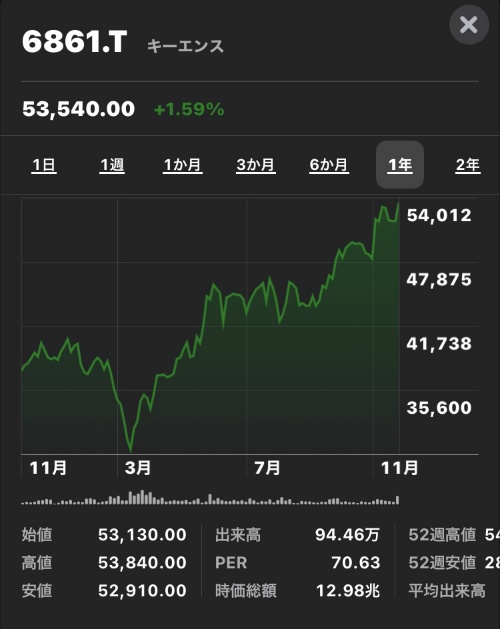 6861.T キーエンス
53,540.00 +1.59%
1日 1週 1か月 3か月 6か月 1年 2年
54,012
47,875
41,738
35,600
11月 3月 7月 11月
始値 53,130.00 出来高 94.46万 52週高値 54
高値 53,840.00 PER 70.63 52週安値 28
安値 52,910.00 時価総額 12.98兆 平均出来高